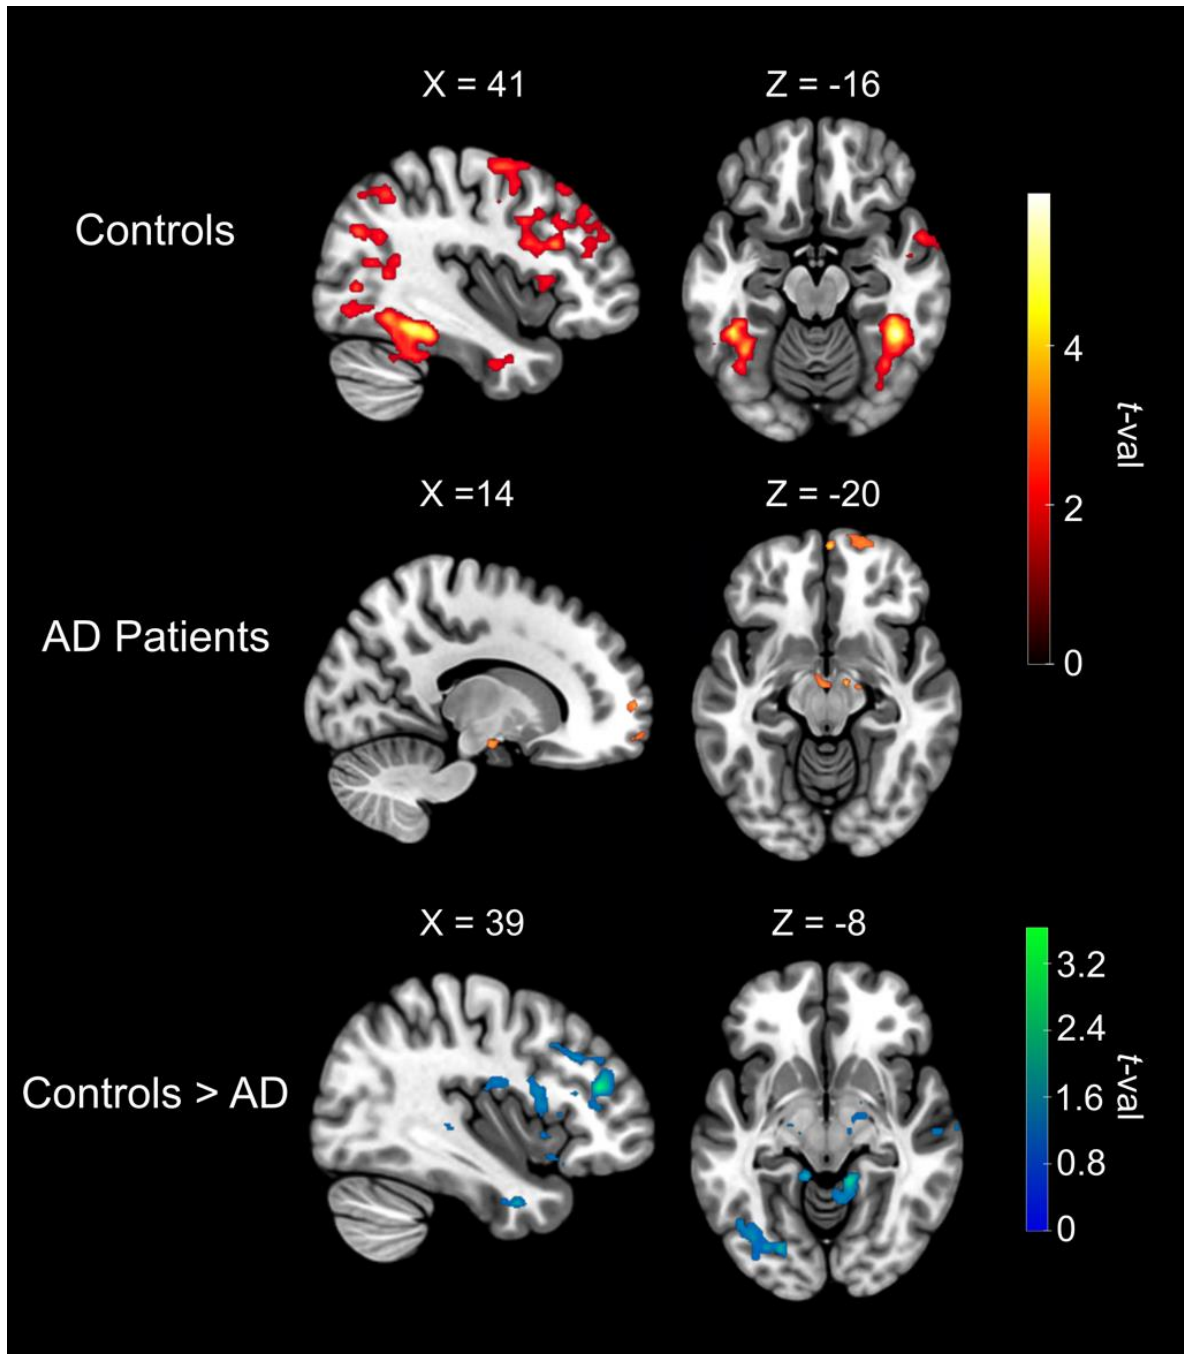 X = 41
Z = -16
Controls
4
t-val
2
0
X =14
Z = -20
AD Patients
X = 39
Z = -8
3.2
2.4
Controls > AD
t-val
1.6
0.8
0